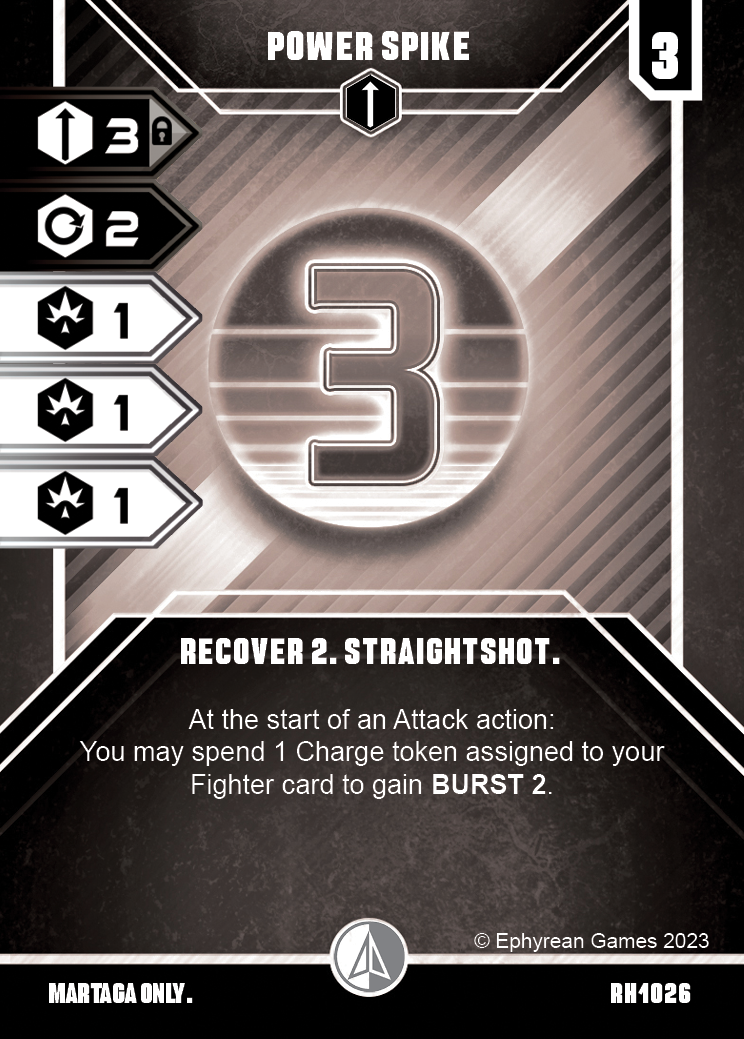 POWER SPIKE
3
3
2
1
1
1
3
RECOVER 2. STRAIGHTSHOT.
At the start of an Attack action:
You may spend 1 Charge token assigned to your
Fighter card to gain BURST 2.
© Ephyrean Games 2023
MARTAGA ONLY.
RH1026